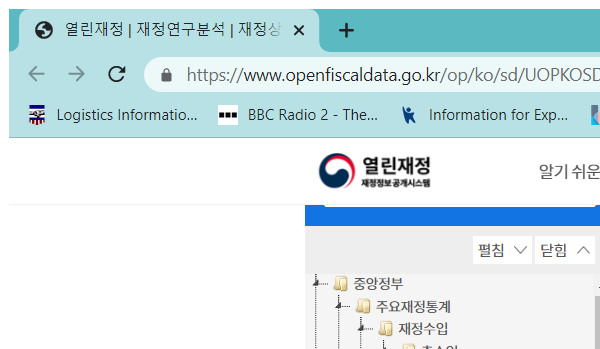 열린재정 | 재정연구분석 | 재정상
https://www.openfiscaldata.go.kr/op/ko/sd/UOPKOSD
Logistics Informatio...
BBC Radio 2 - The...
Information for Exp...
열린재정
재정정보공개시스템
알기 쉬운
펼침
닫힘
중앙정부
주요재정통계
재정수입
총수입